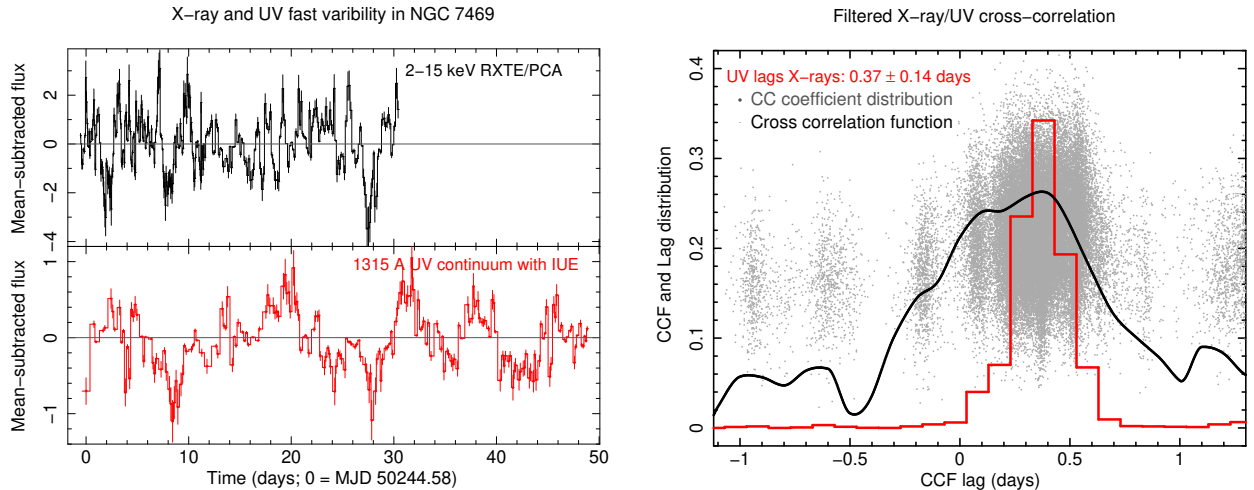 X−ray and UV fast varibility in NGC 7469
Mean−subtracted flux
2
0
−2
−4
2−15 keV RXTE/PCA
Mean−subtracted flux
1
0
−1
1315 A UV continuum with IUE
0 10 20 30 40 50
Time (days; 0 = MJD 50244.58)
Filtered X−ray/UV cross−correlation
CCF and Lag distribution
0.4
0.3
0.2
0.1
0
UV lags X−rays: 0.37 ± 0.14 days
CC coefficient distribution
Cross correlation function
−1 −0.5 0 0.5 1
CCF lag (days)